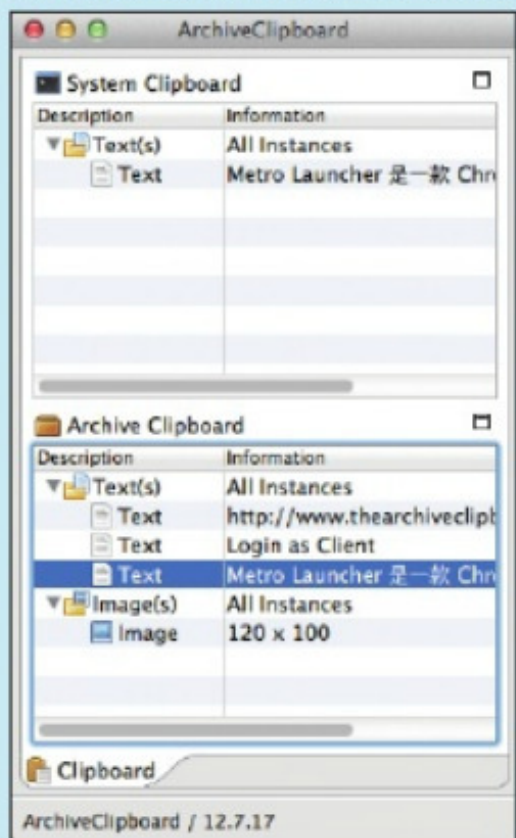 ArchiveClipboard
System Clipboard
Description Information
Text(s) All Instances
Text Metro Launcher 是一款 Chr
Archive Clipboard
Description Information
Text(s) All Instances
Text http://www.thearchiveclipb
Text Login as Client
Text Metro Launcher 是一款 Chr
Image(s) All Instances
Image 120 x 100
Clipboard
ArchiveClipboard / 12.7.17